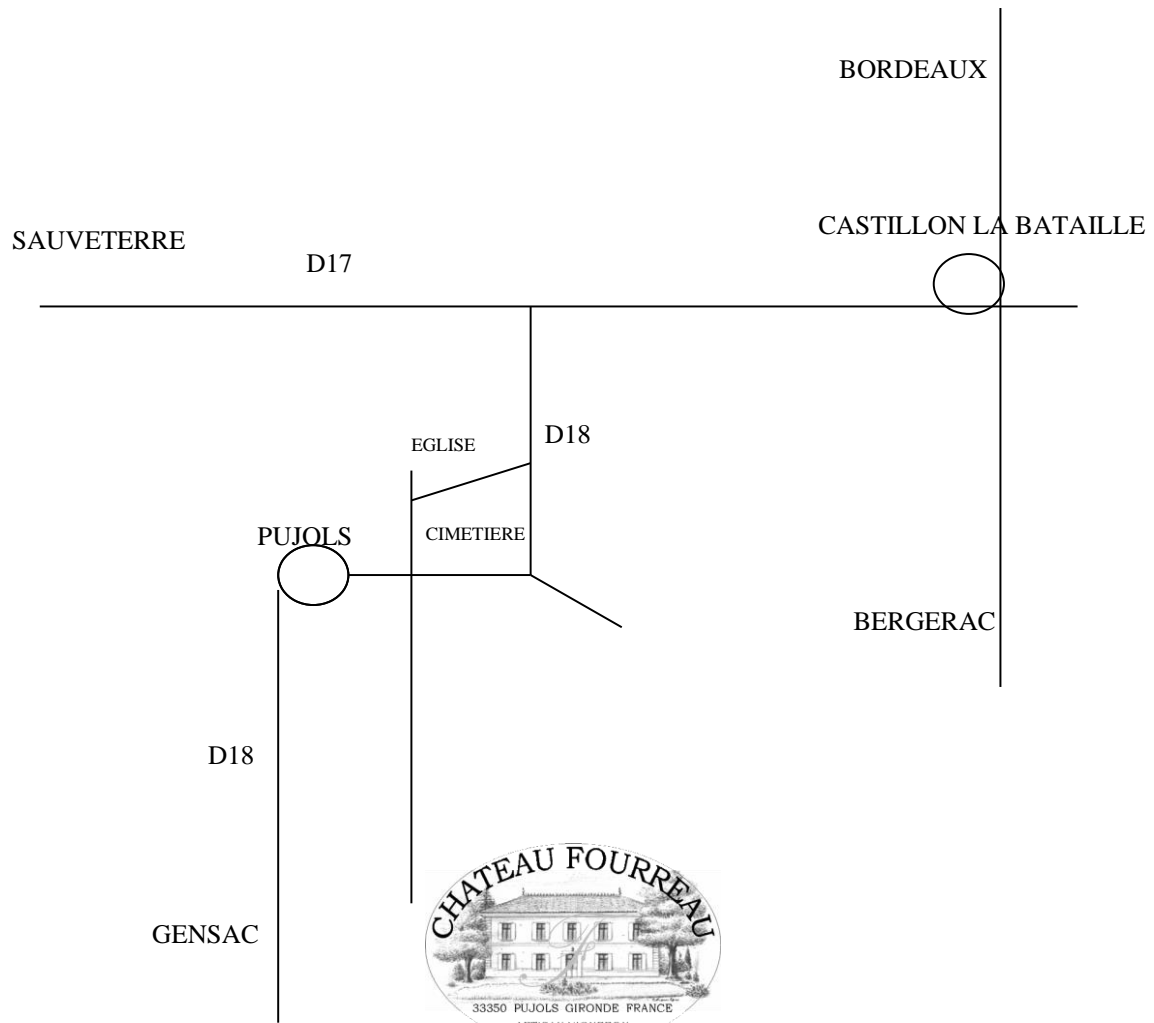 BORDEAUX
CASTILLON LA BATAILLE
SAUVETERRE
D17
D18
EGLISE
PUJOLS
CIMETIERE
BERGERAC
D18
GENSAC
CHATEAU FOURREAU
33350 PUJOLS GIRONDE FRANCE